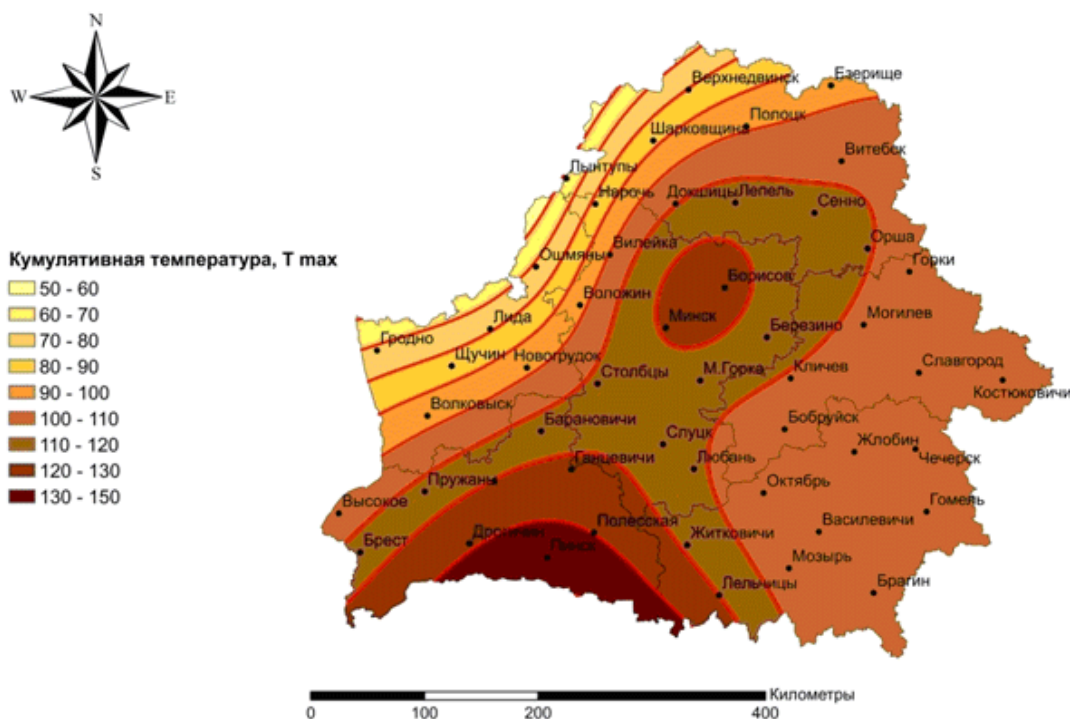 N
W
E
S
Кумулятивная температура, T max
50 - 60
60 - 70
70 - 80
80 - 90
90 - 100
100 - 110
110 - 120
120 - 130
130 - 150
Верхнедвинск
Езерище
Полоцк
Шарковщина
Витебск
Лынтупы
Нарочь
Докшицы
Лепель
Сенно
Орша
Вилейка
Ошмяны
Горки
Борисов
Воложин
Минск
Могилев
Лида
Березино
Гродно
Щучин
Новогрудок
Столбцы
М.Горка
Кличев
Славгород
Костюковичи
Волковыск
Барановичи
Бобруйск
Слуцк
Жлобин
Чечерск
Ганцевичи
Любань
Пружаны
Октябрь
Высокое
Гомель
Полесская
Василевичи
Дрогичин
Житковичи
Брест
Пинск
Мозырь
Лельчицы
Брагин
Километры
0
100
200
400